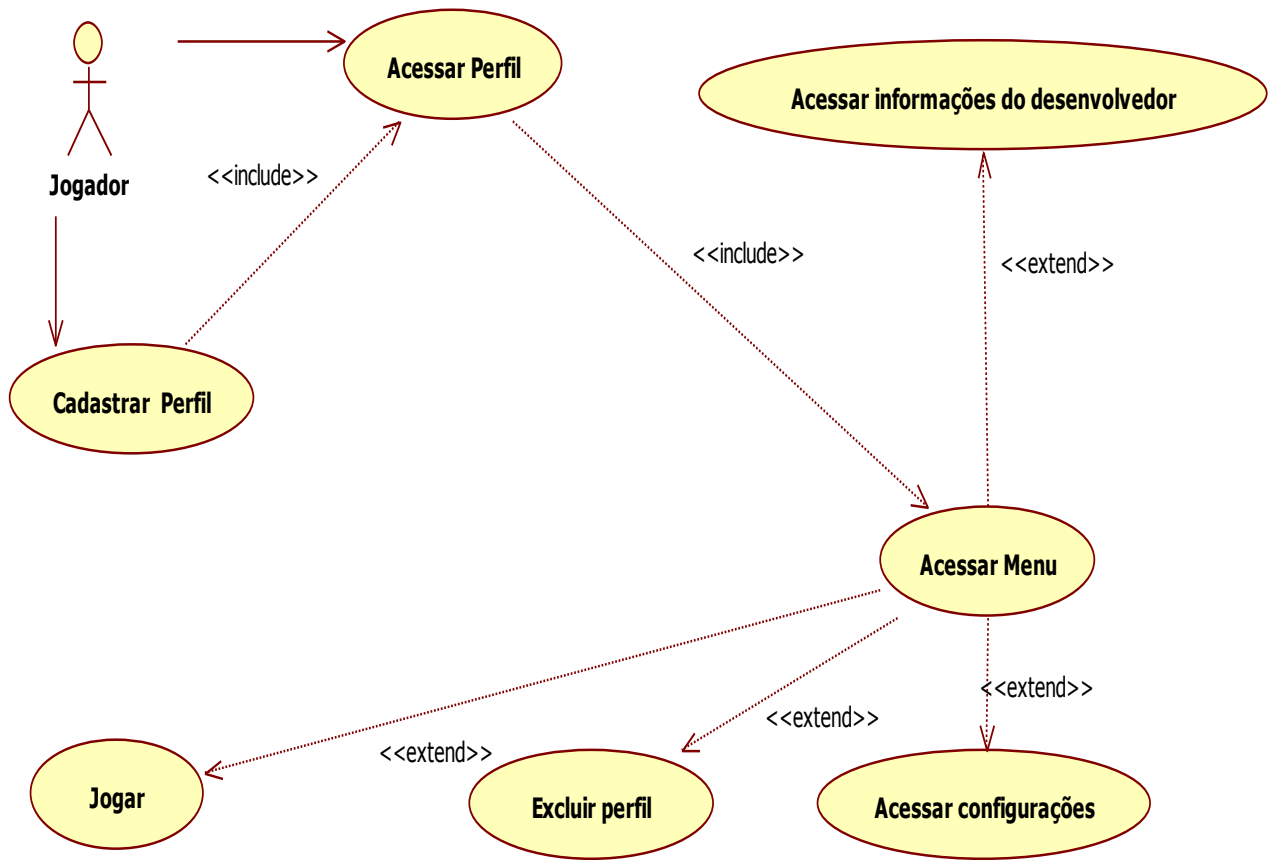 Acessar Perfil
Acessar informações do desenvolvedor
Jogador
<<include>>
<<include>>
<<extend>>
Cadastrar  Perfil
Acessar Menu
<<extend>>
<<extend>>
<<extend>>
Jogar
Excluir perfil
Acessar configurações